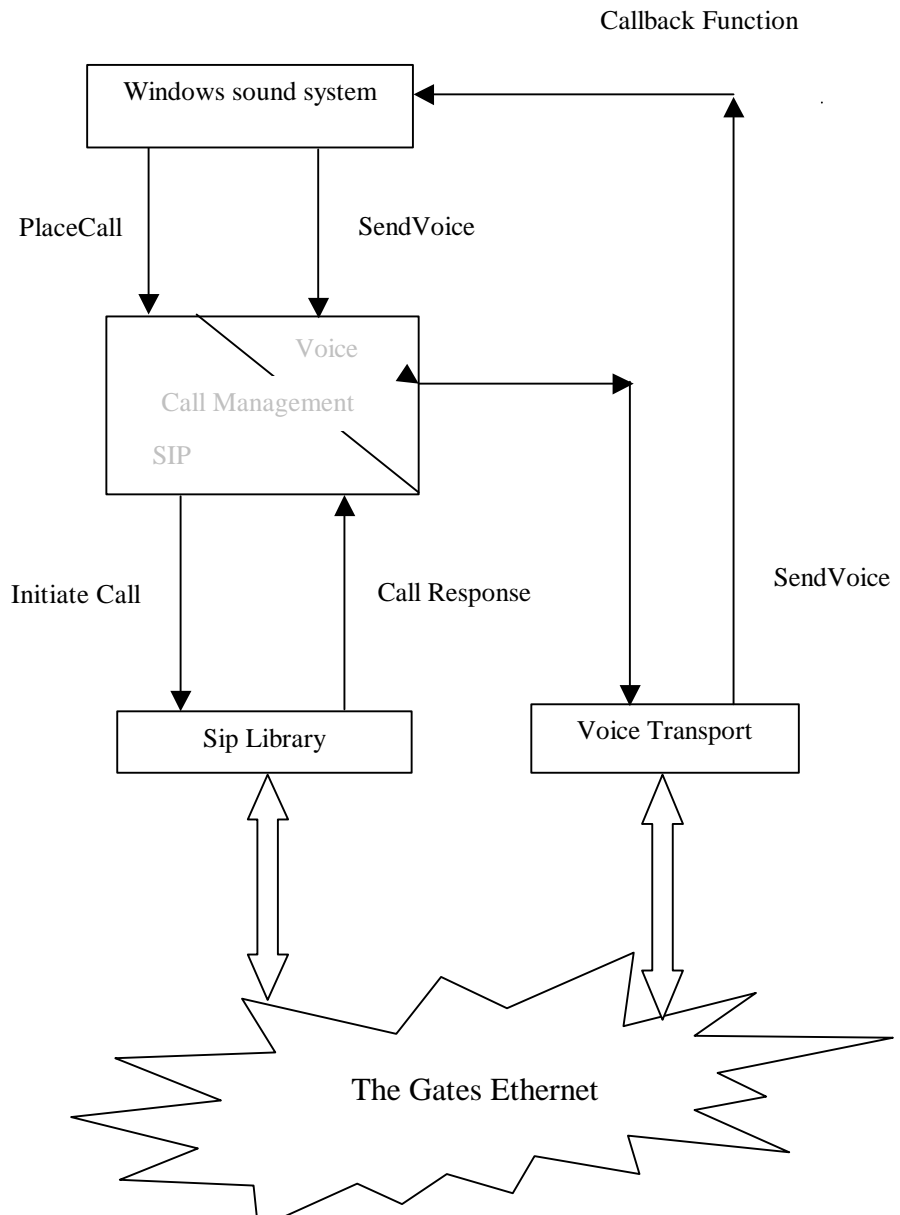 Callback Function
Windows sound system
PlaceCall
SendVoice
Voice
Call Management
SIP
Initiate Call
Call Response
SendVoice
Sip Library
Voice Transport
The Gates Ethernet